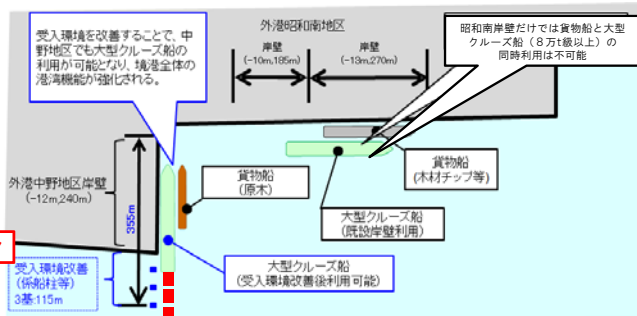 外港昭和南地区
受入環境を改善することで、中
野地区でも大型クルーズ船の
利用が可能となり、境港全体の
港湾機能が強化される。
昭和南岸壁だけでは貨物船と大型
クルーズ船(8万t級以上)の
同時利用は不可能
岸壁
(-10m,185m)
岸壁
(-13m,270m)
外港中野地区岸壁
(-12m,240m)
355m
貨物船
(原木)
貨物船
(木材チップ等)
大型クルーズ船
(既設岸壁利用)
大型クルーズ船
(受入環境改善後利用可能)
受入環境改善
(係船柱等)
3基:115m